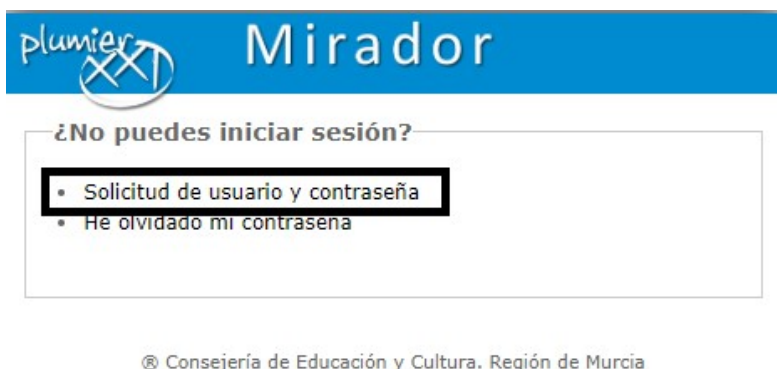 plumier XXI Mirador
¿No puedes iniciar sesión?
• Solicitud de usuario y contraseña
• He olvidado mi contraseña
® Consejería de Educación y Cultura. Región de Murcia